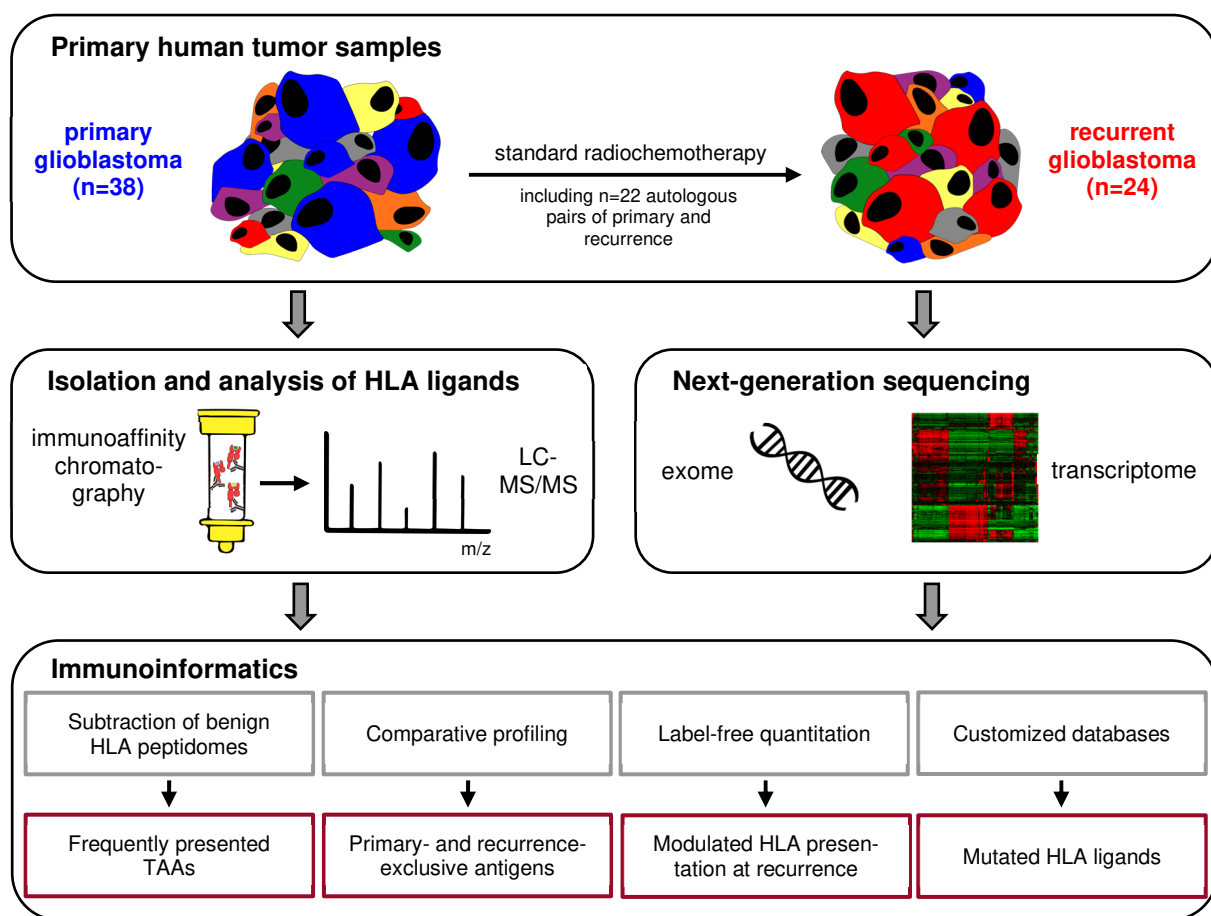 Primary human tumor samples
primary
glioblastoma
(n=38)
standard radiochemotherapy
including n=22 autologous
pairs of primary and
recurrence
recurrent
glioblastoma
(n=24)
Isolation and analysis of HLA ligands
immunoaffinity
chromato-
graphy
LC-
MS/MS
m/z
Next-generation sequencing
exome
transcriptome
Immunoinformatics
Subtraction of benign
HLA peptidomes
Comparative profiling
Label-free quantitation
Customized databases
Frequently presented
TAAs
Primary- and recurrence-
exclusive antigens
Modulated HLA presen-
tation at recurrence
Mutated HLA ligands